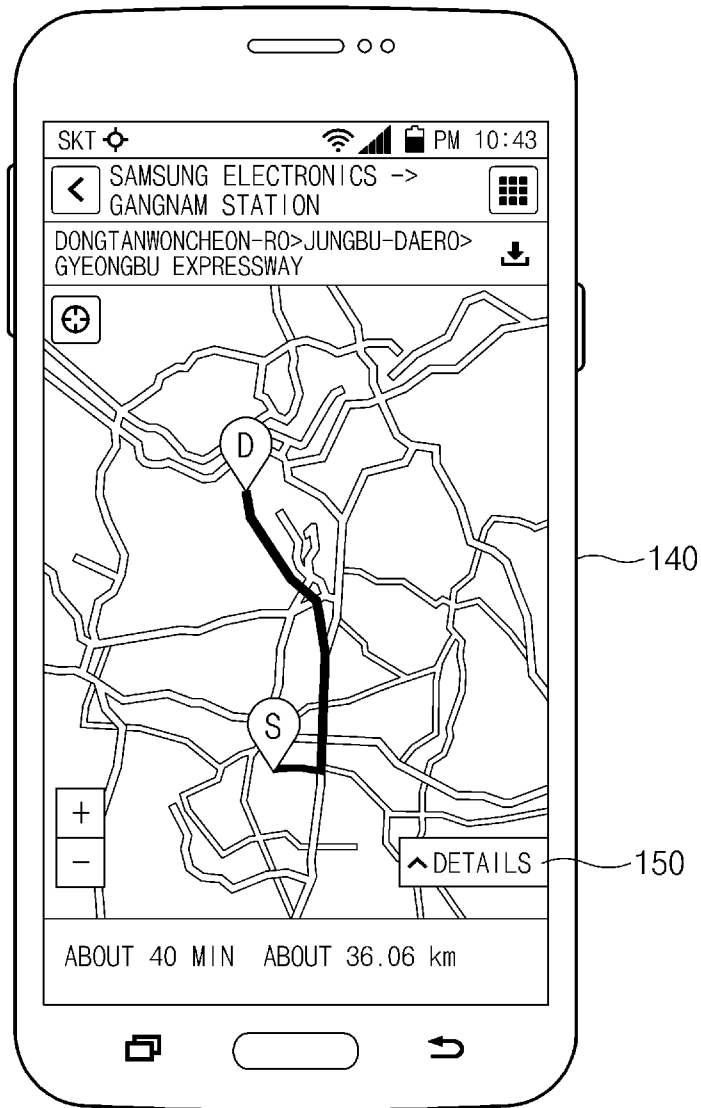 SKT PM 10:43
SAMSUNG ELECTRONICS ->
GANGNAM STATION
DONGTANWONCHEON-RO>JUNGBU-DAERO>
GYEONGBU EXPRESSWAY
D
140
S
+
−
DETAILS
150
ABOUT 40 MIN ABOUT 36.06 km